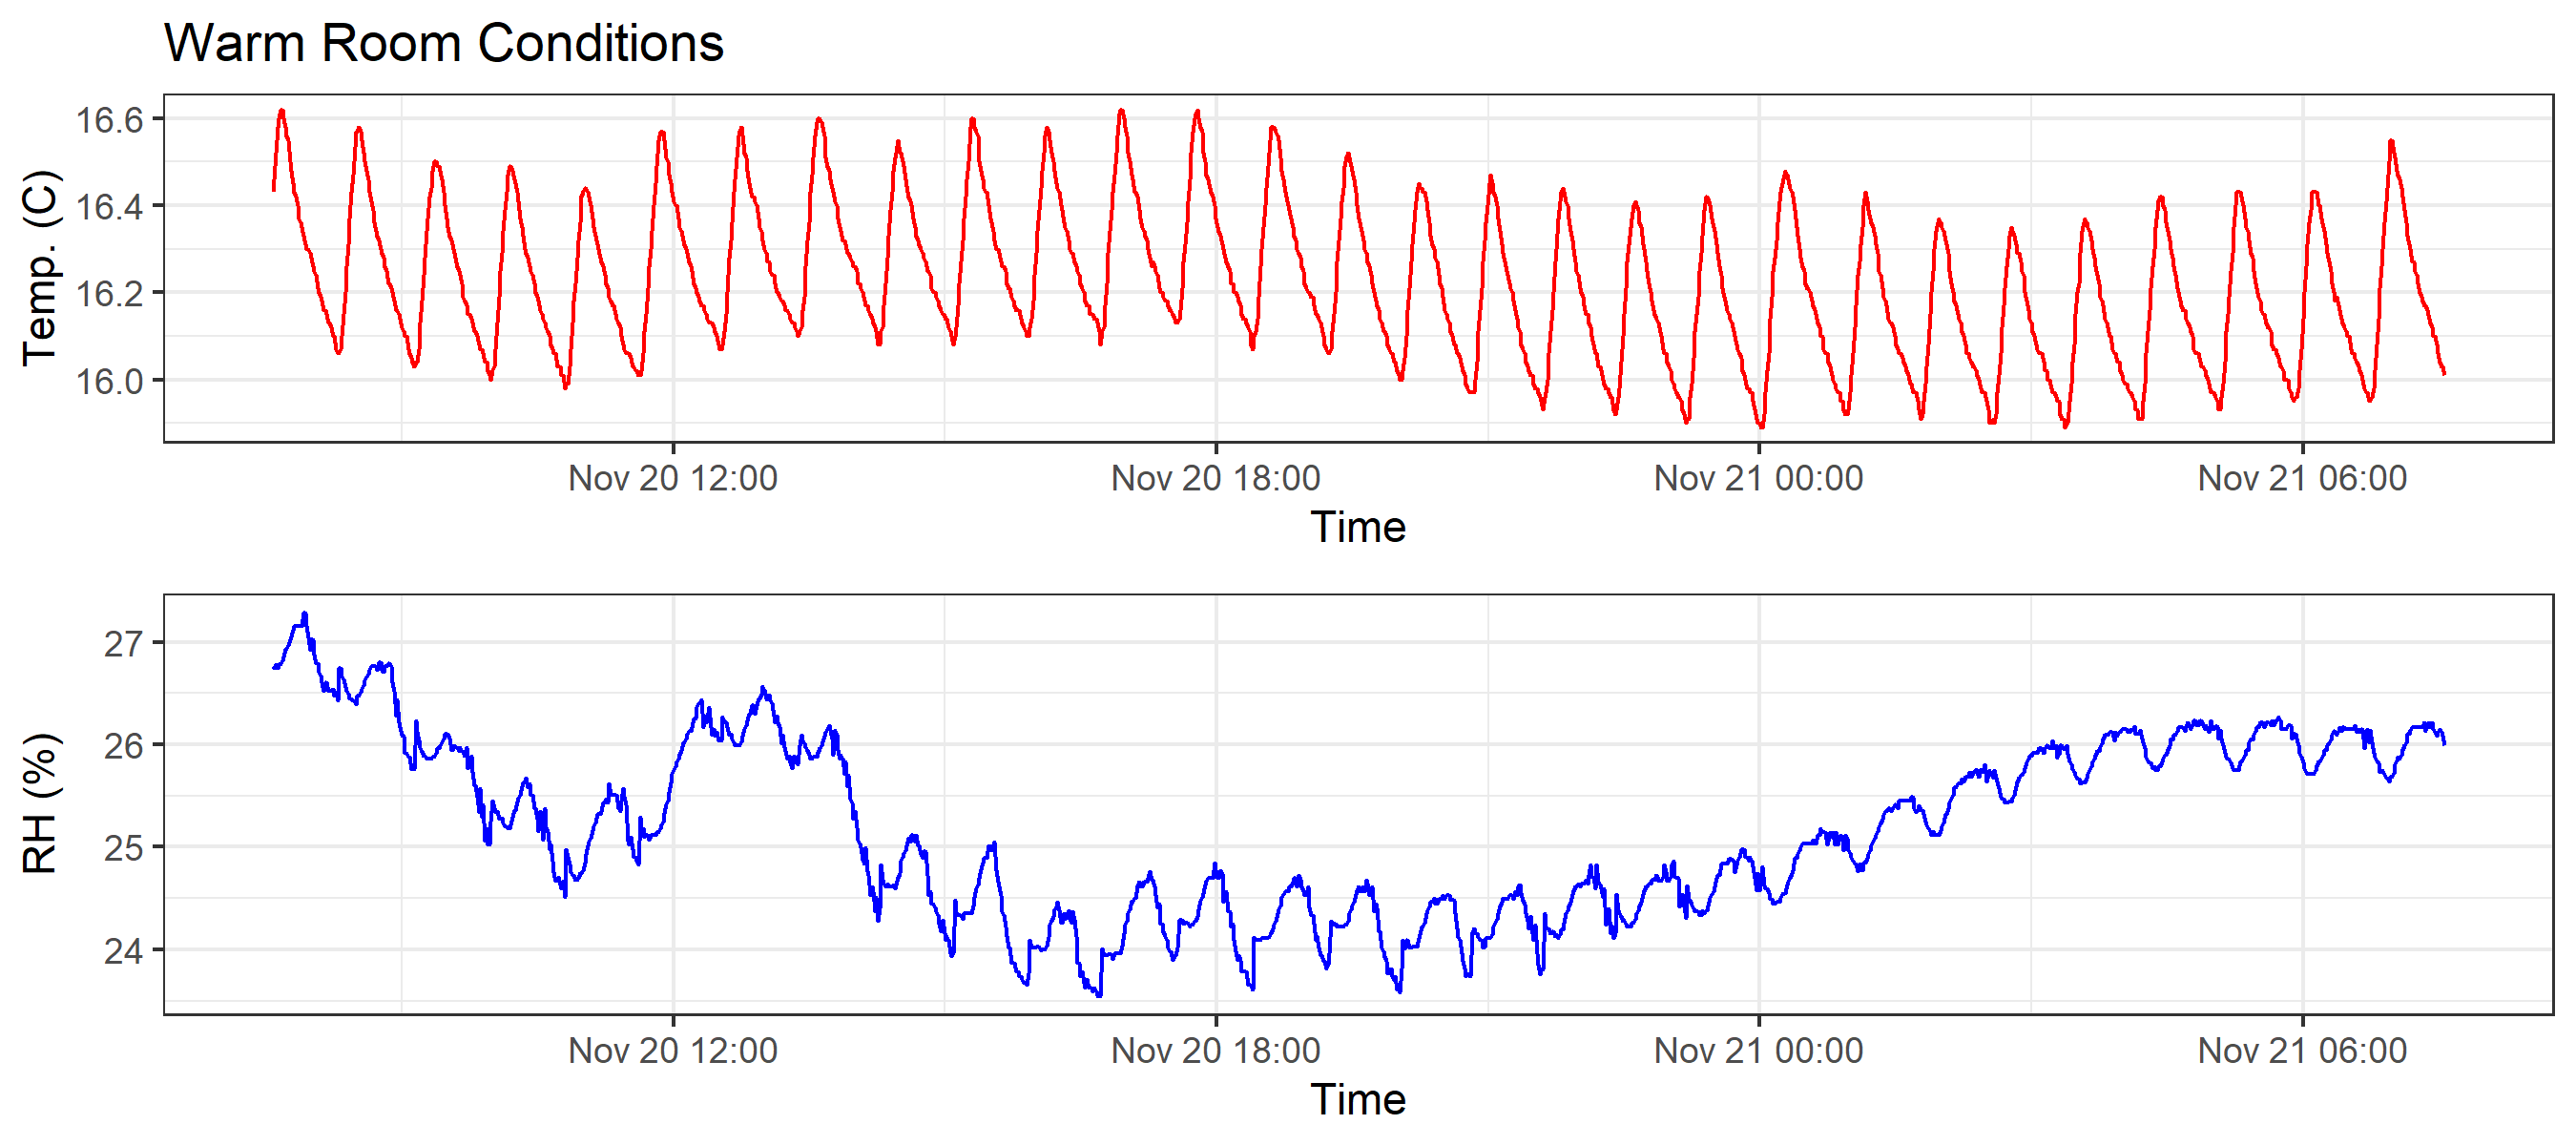 Warm Room Conditions
Temp. (C)
16.6
16.4
16.2
16.0
Nov 20 12:00 Nov 20 18:00 Nov 21 00:00 Nov 21 06:00
Time
RH (%)
27
26
25
24
Nov 20 12:00 Nov 20 18:00 Nov 21 00:00 Nov 21 06:00
Time